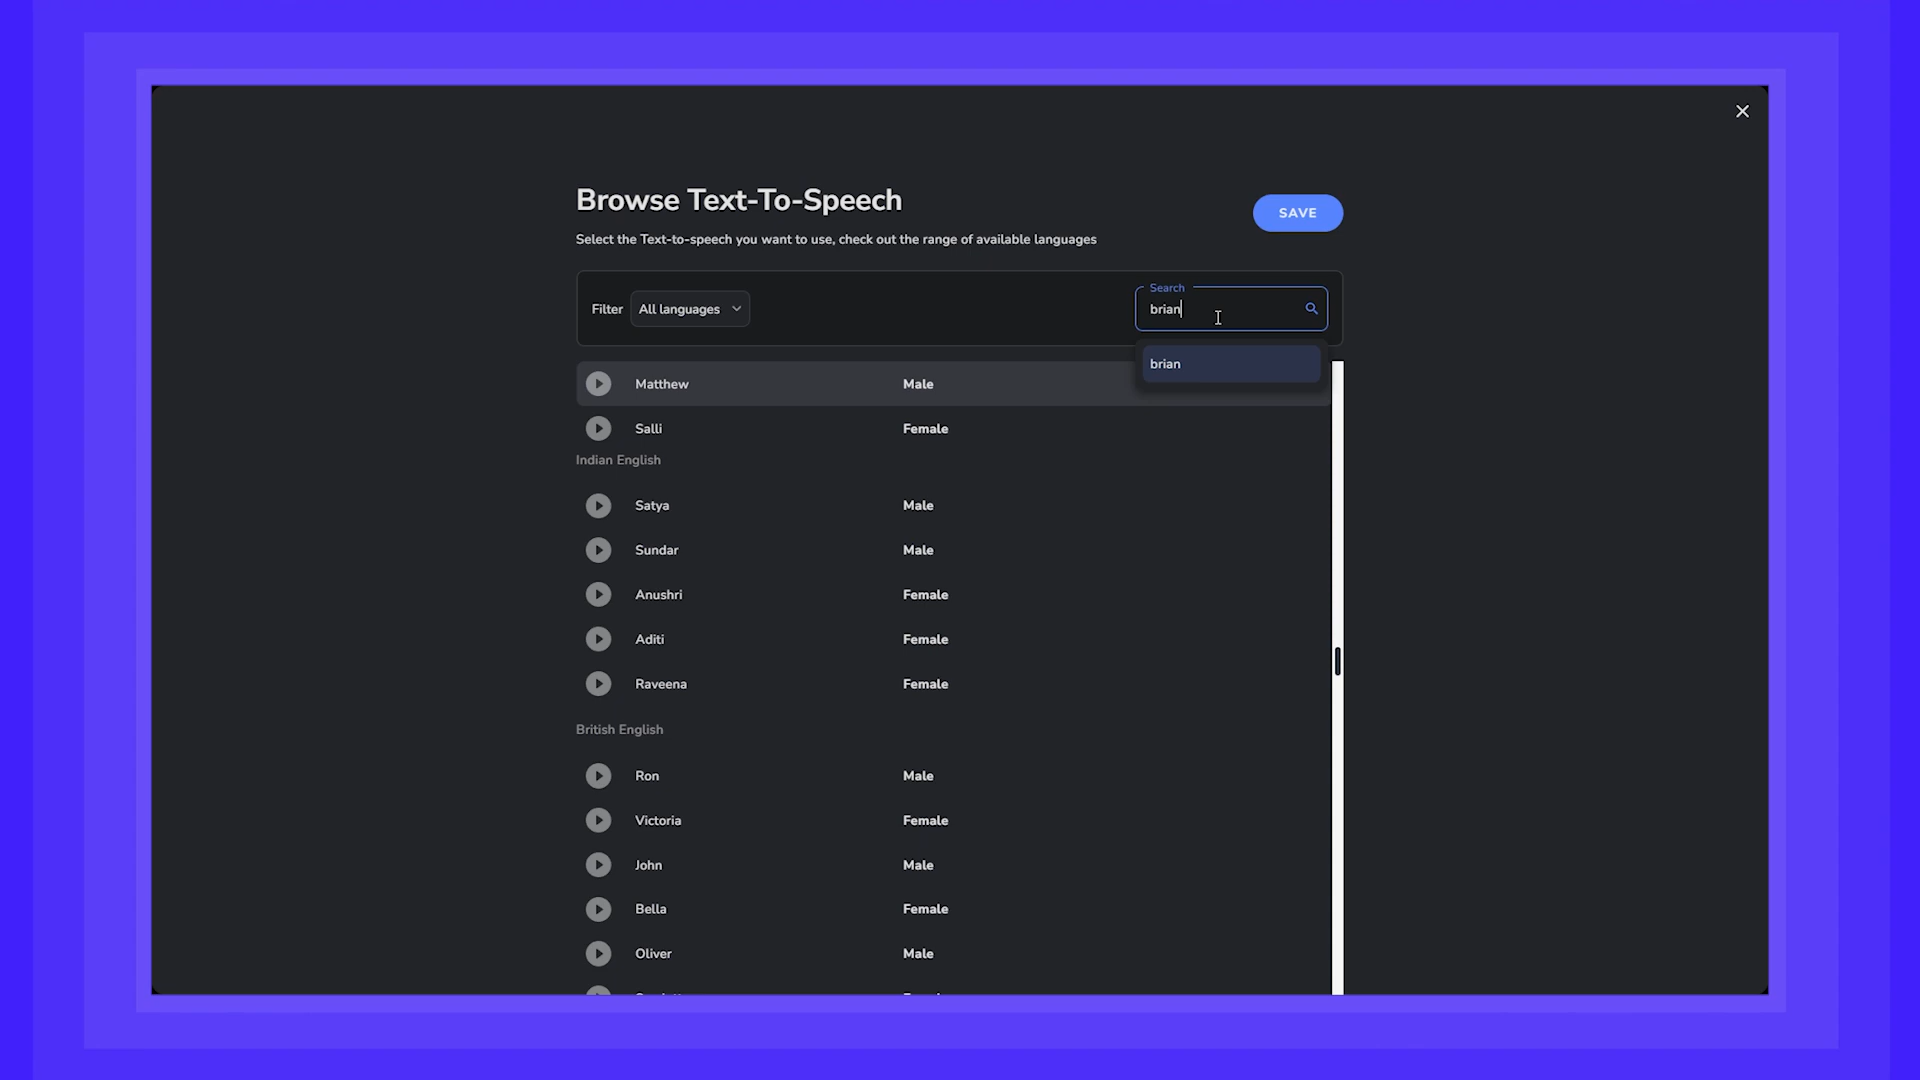 Browse Text-To-Speech
SAVE
Select the Text-to-speech you want to use, check out the range of available languages
Search
Filter All languages brian
brian
Matthew Male
Salli Female
Indian English
Satya Male
Sundar Male
Anushri Female
Aditi Female
Raveena Female
British English
Ron Male
Victoria Female
John Male
Bella Female
Oliver Male